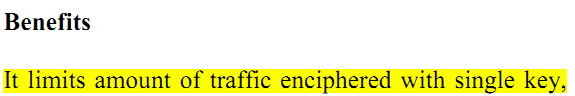 Benefits
It limits amount of traffic enciphered with single key,